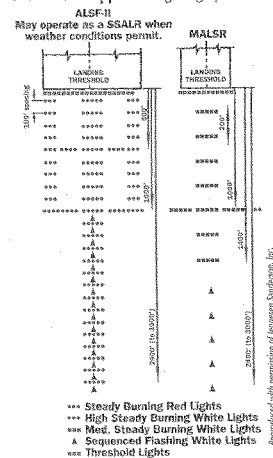 ALSF-II
May operate as a SSALR when
weather conditions permit.
MALSR
LANDING
THRESHOLD
LANDING
THRESHOLD
100' spacing
500'
200'
1000'
1000'
1400'
2400' (to 3000')
2400' (to 3000')
Steady Burning Red Lights
High Steady Burning White Lights
Med. Steady Burning White Lights
Sequenced Flashing White Lights
Threshold Lights
Reproduced with permission of Jeppesen Sanderson, Inc.